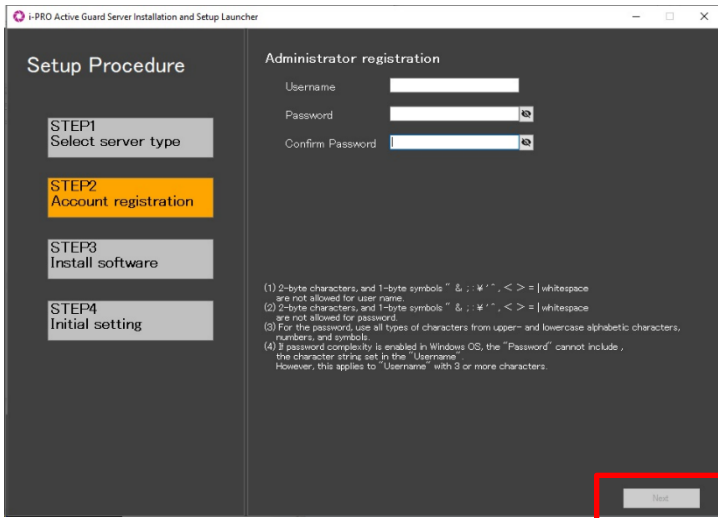 i-PRO Active Guard Server Installation and Setup Launcher
Setup Procedure
STEP1
Select server type
STEP2
Account registration
STEP3
Install software
STEP4
Initial setting
Administrator registration
Username
Password
Confirm Password
(1) 2-byte characters, and 1-byte symbols " & ; : ¥ ' ^ , < > = | whitespace
are not allowed for user name.
(2) 2-byte characters, and 1-byte symbols " & ; : ¥ ' ^ , < > = | whitespace
are not allowed for password.
(3) For the password, use all types of characters from upper- and lowercase alphabetic characters,
numbers, and symbols.
(4) If password complexity is enabled in Windows OS, the "Password" cannot include ,
the character string set in the "Username".
However, this applies to "Username" with 3 or more characters.
Next